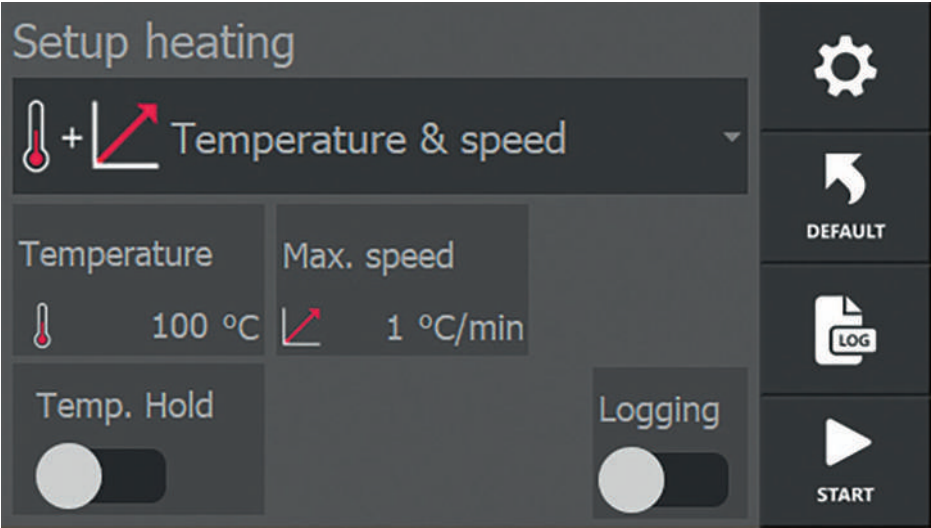 Setup heating
+ Temperature & speed
Temperature
100 °C
Max. speed
1 °C/min
Temp. Hold
Logging
DEFAULT
LOG
START